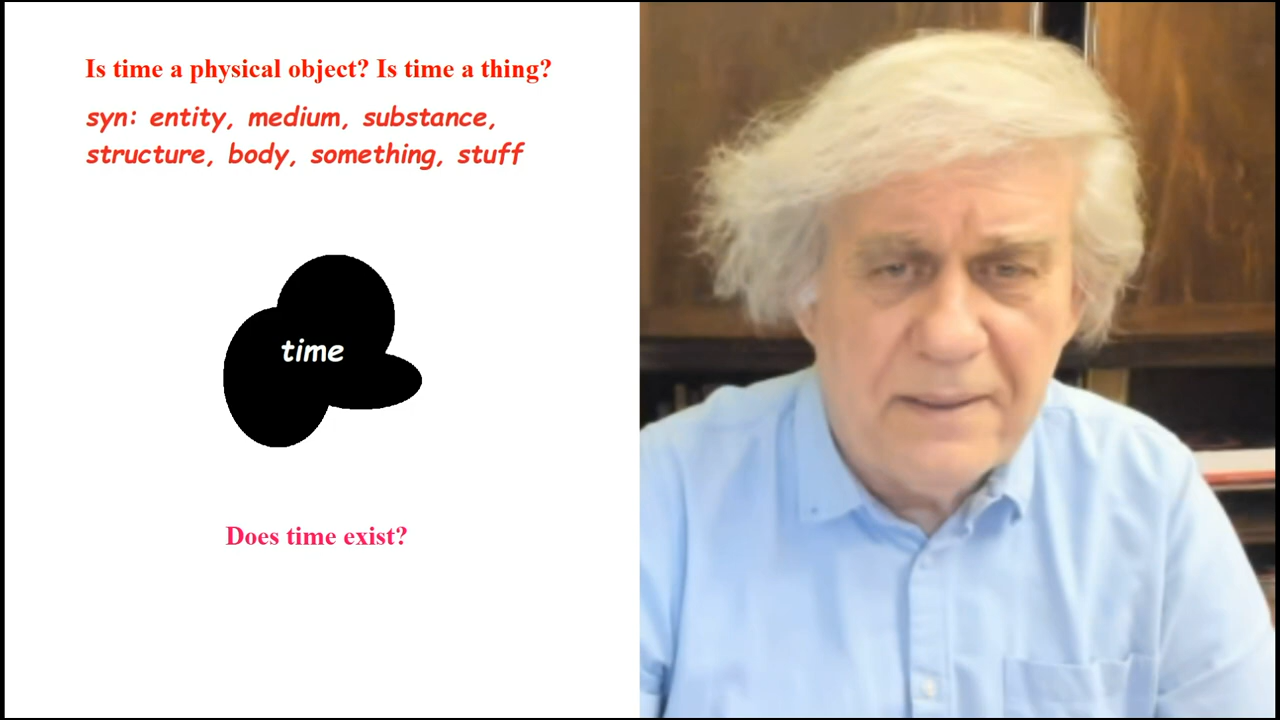 Is time a physical object? Is time a thing?
syn: entity, medium, substance,
structure, body, something, stuff
time
Does time exist?